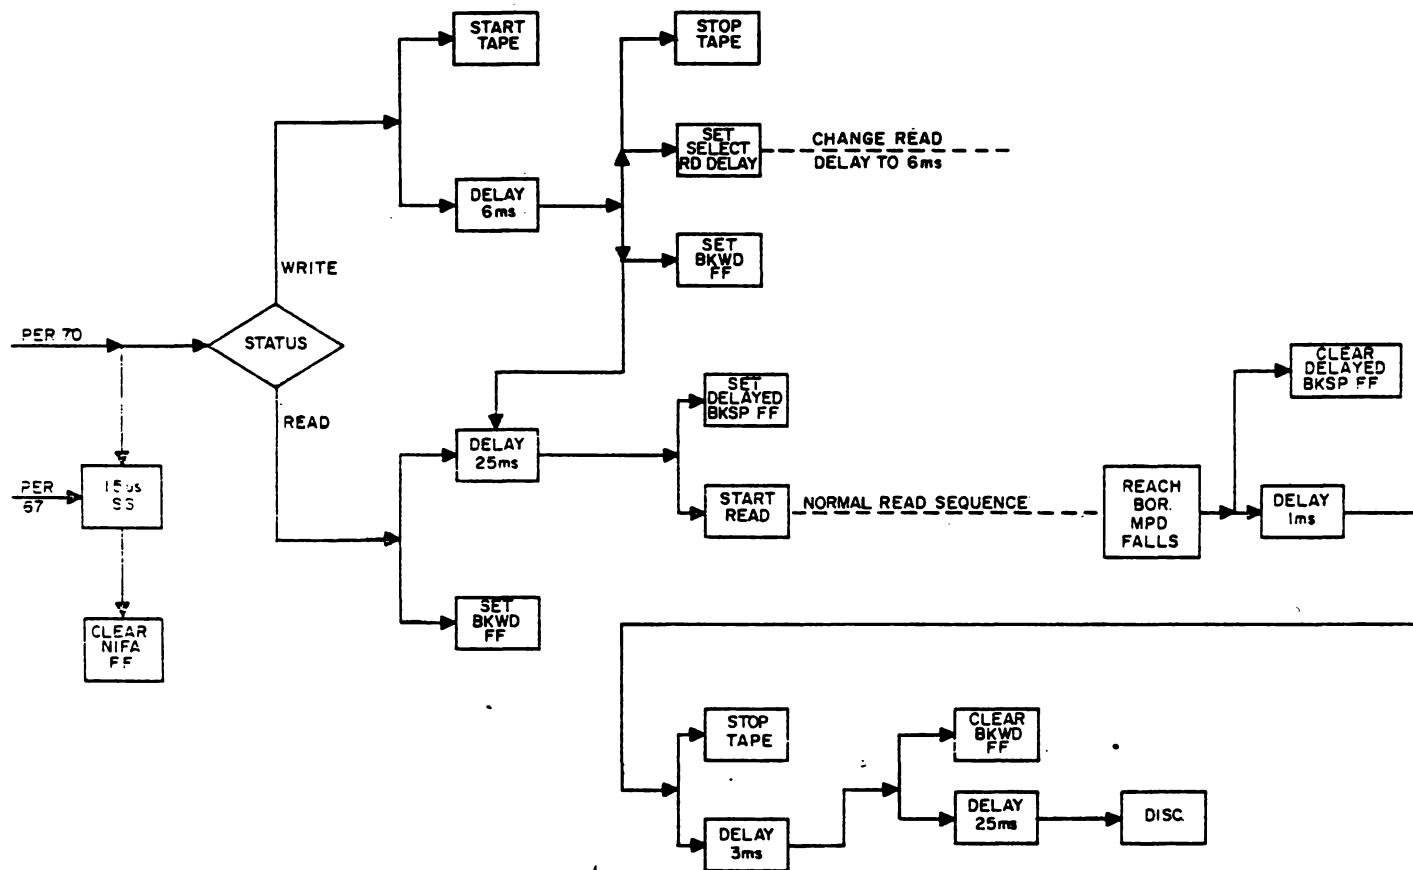 START
TAPE
STOP
TAPE
SET
SELECT
RD DELAY
CHANGE READ
DELAY TO 6ms
DELAY
6ms
SET
BKWD
FF
WRITE
PER 70
STATUS
CLEAR
DELAYED
BKSP FF
READ
SET
DELAYED
BKSP FF
DELAY
25ms
PER
67
15µs
SS
START
READ
NORMAL READ SEQUENCE
REACH
BOR.
MPD
FALLS
DELAY
1ms
CLEAR
NIFA
FF
SET
BKWD
FF
STOP
TAPE
CLEAR
BKWD
FF
DELAY
3ms
DELAY
25ms
DISC.